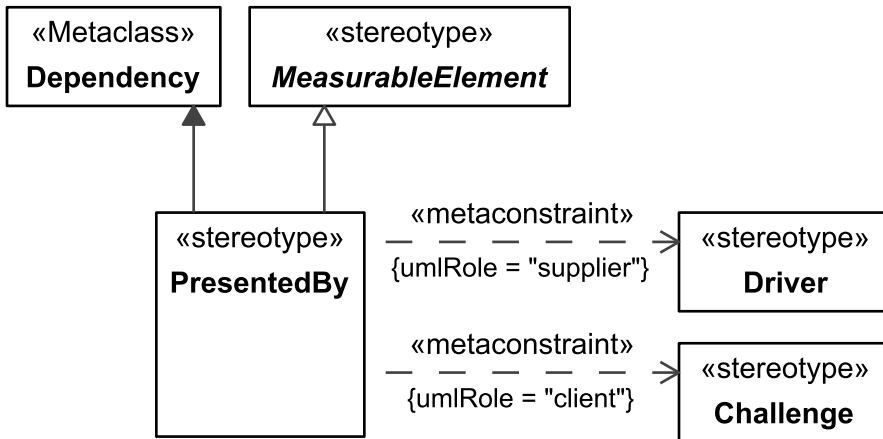 «Metaclass»
Dependency
«stereotype»
MeasurableElement
«stereotype»
PresentedBy
«metaconstraint»
{umlRole = "supplier"}
«stereotype»
Driver
«metaconstraint»
{umlRole = "client"}
«stereotype»
Challenge